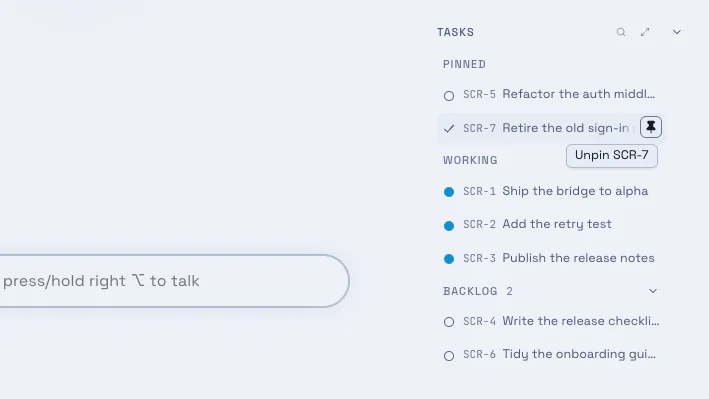 TASKS
PINNED
SCR-5 Refactor the auth middl…
SCR-7 Retire the old sign-in
Unpin SCR-7
WORKING
SCR-1 Ship the bridge to alpha
SCR-2 Add the retry test
SCR-3 Publish the release notes
press/hold right ⌥ to talk
BACKLOG 2
SCR-4 Write the release checkli…
SCR-6 Tidy the onboarding gui…